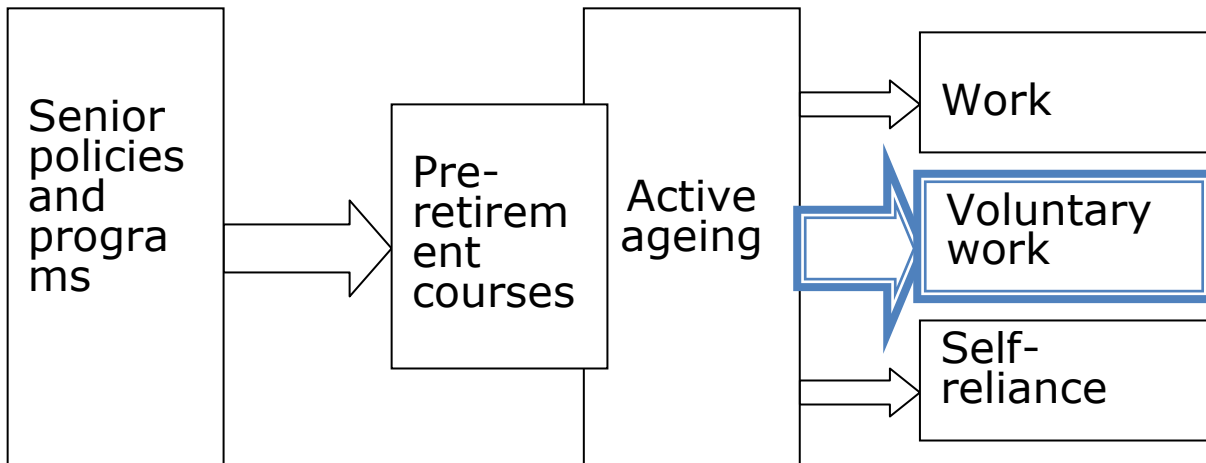 Senior
policies
and
progra
ms
Pre-
retirem
ent
courses
Active
ageing
Work
Voluntary
work
Self-
reliance